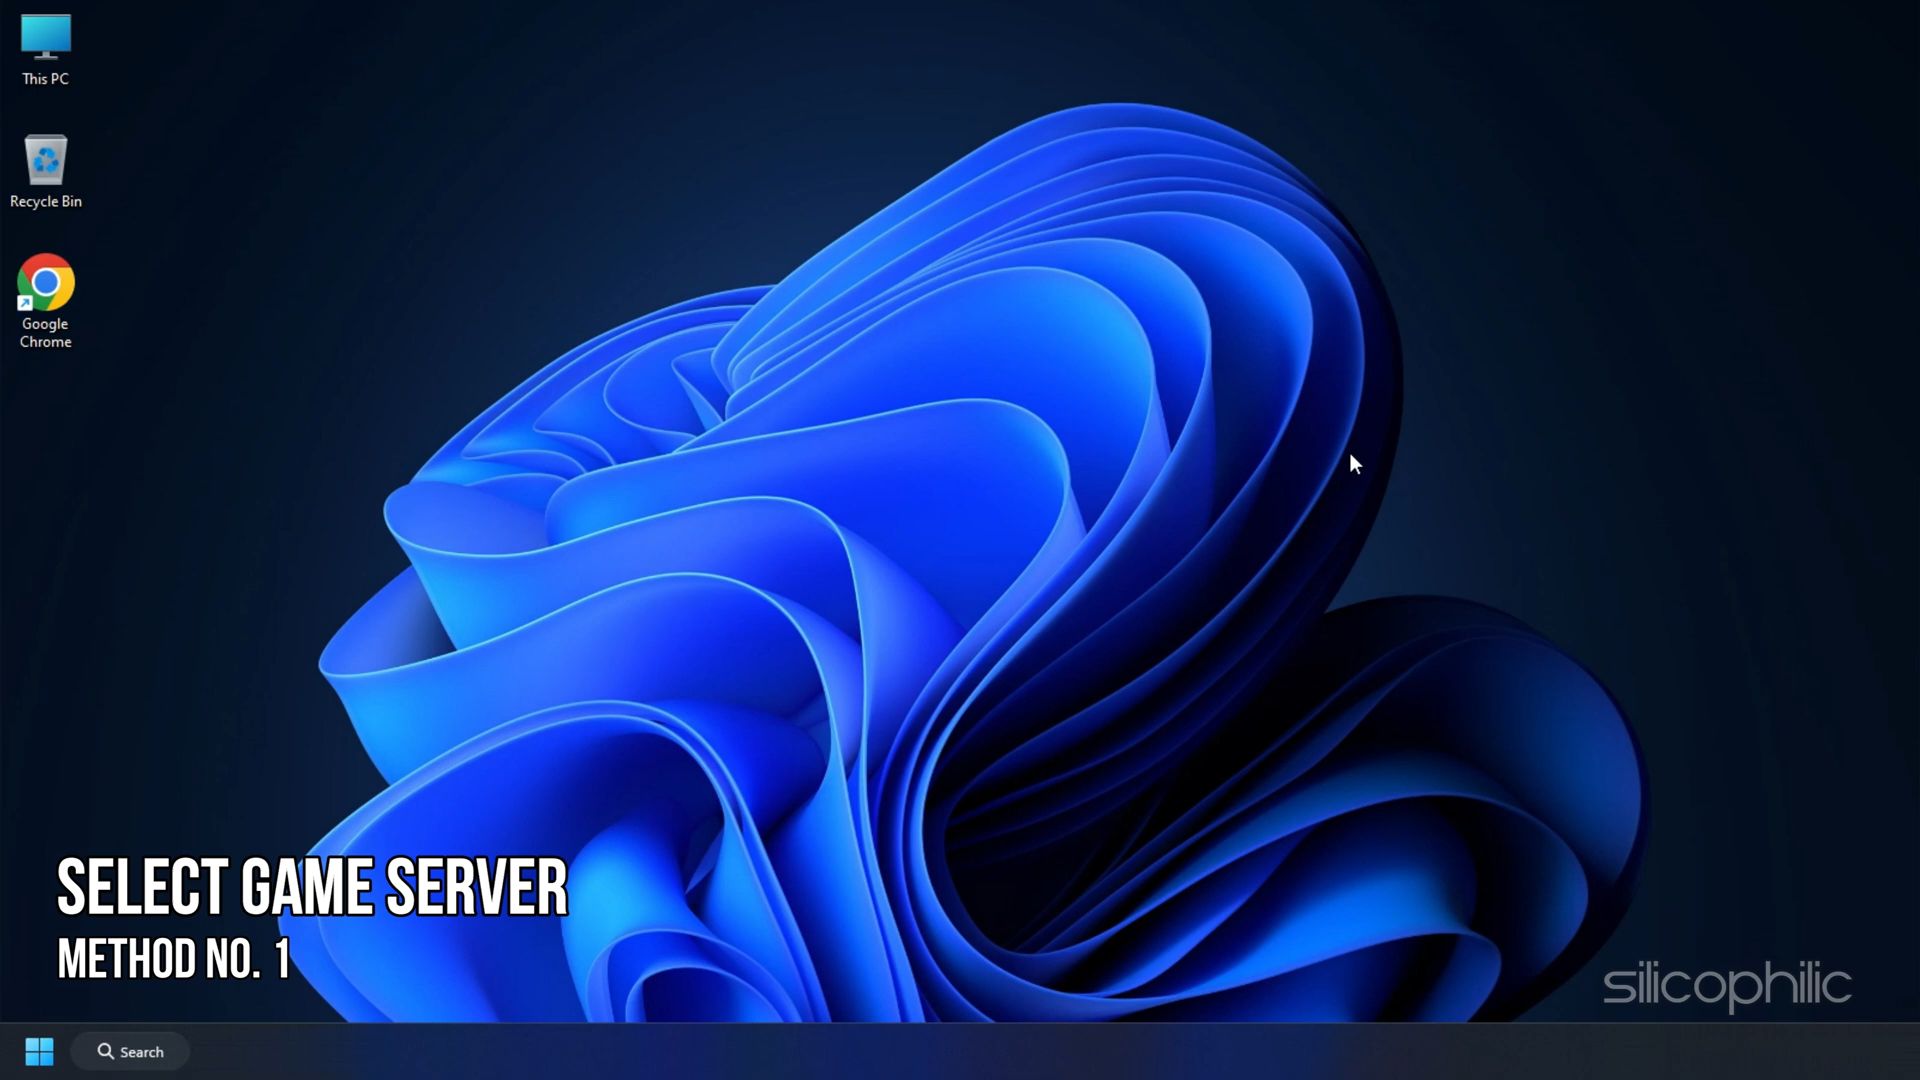 This PC
Recycle Bin
Google
Chrome
SELECT GAME SERVER
METHOD NO. 1
silicophilic
Search